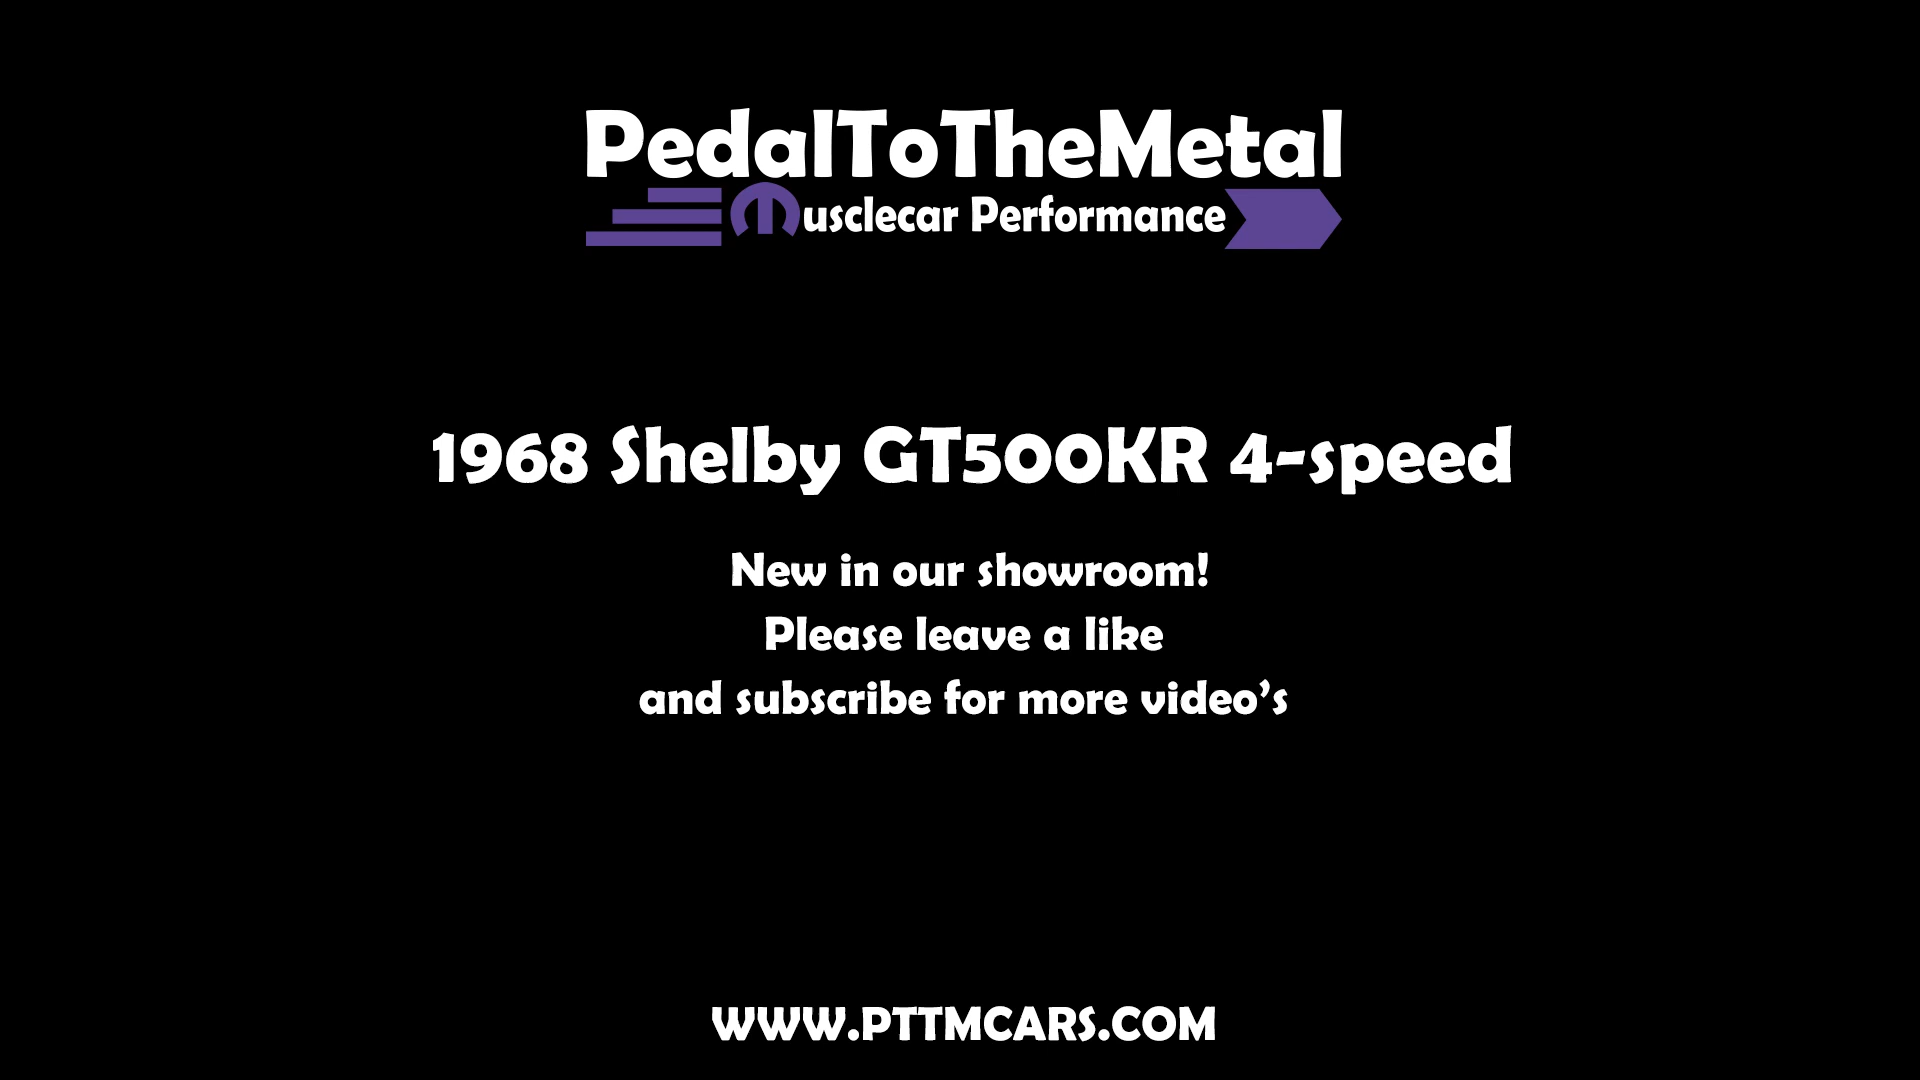 PedalToTheMetal
Musclecar Performance
1968 Shelby GT500KR 4-speed
New in our showroom!
Please leave a like
and subscribe for more video’s
WWW.PTTMCARS.COM